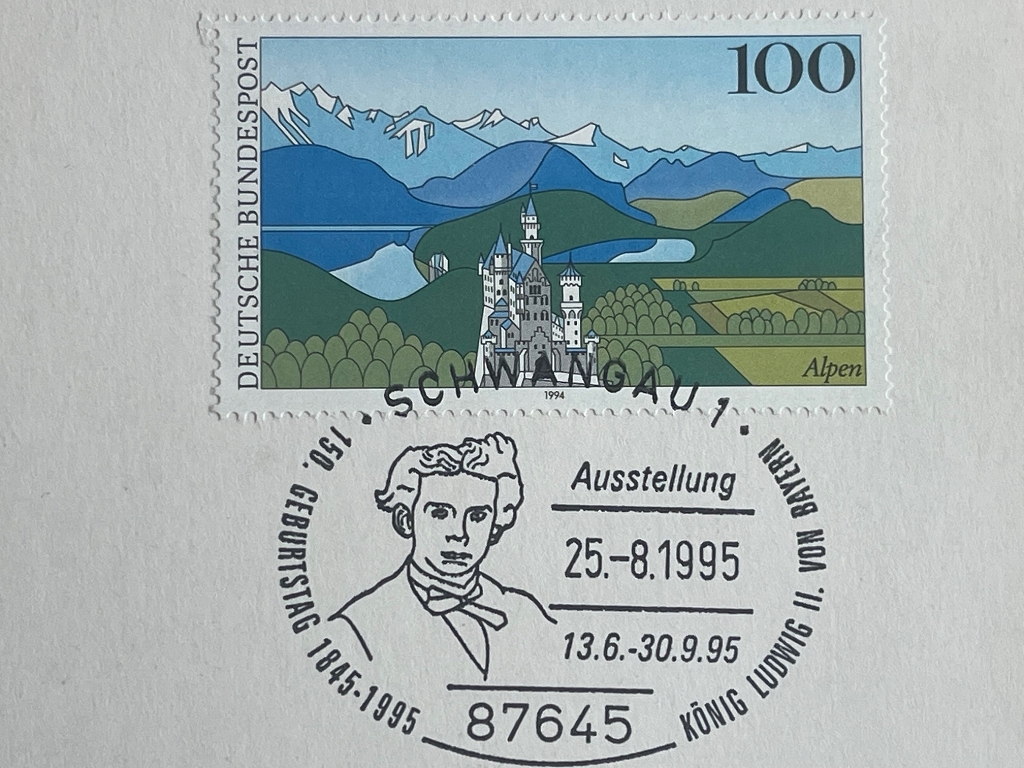 DEUTSCHE BUNDESPOST
100
Alpen
1994
SCHWANGAU 1
150. GEBURTSTAG 1845-1995
KÖNIG LUDWIG II. VON BAYERN
Ausstellung
25.-8.1995
13.6.-30.9.95
87645